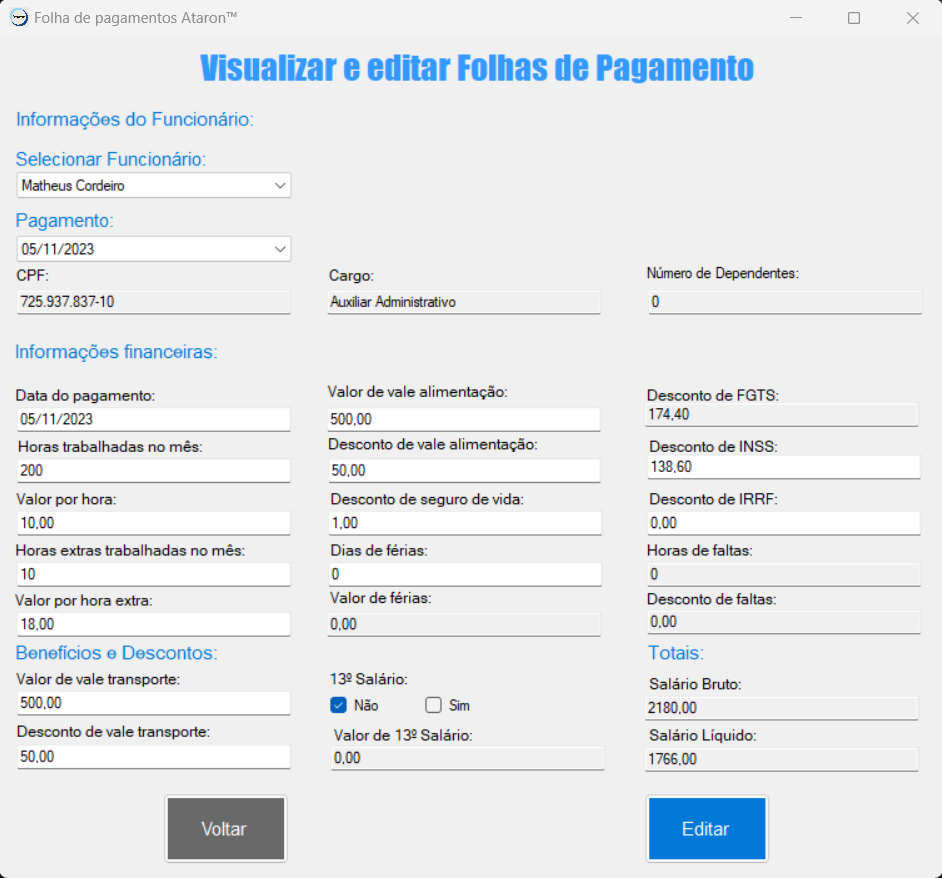 Folha de pagamentos Ataron™
Visualizar e editar Folhas de Pagamento
Informações do Funcionário:
Selecionar Funcionário:
Matheus Cordeiro
Pagamento:
05/11/2023
CPF:
725.937.837-10
Cargo:
Auxiliar Administrativo
Número de Dependentes:
0
Informações financeiras:
Data do pagamento:
05/11/2023
Horas trabalhadas no mês:
200
Valor por hora:
10,00
Horas extras trabalhadas no mês:
10
Valor por hora extra:
18,00
Benefícios e Descontos:
Valor de vale transporte:
500,00
Desconto de vale transporte:
50,00
Valor de vale alimentação:
500,00
Desconto de vale alimentação:
50,00
Desconto de seguro de vida:
1,00
Dias de férias:
0
Valor de férias:
0,00
13º Salário:
Não Sim
Valor de 13º Salário:
0,00
Desconto de FGTS:
174,40
Desconto de INSS:
138,60
Desconto de IRRF:
0,00
Horas de faltas:
0
Desconto de faltas:
0,00
Totais:
Salário Bruto:
2180,00
Salário Líquido:
1766,00
Voltar
Editar